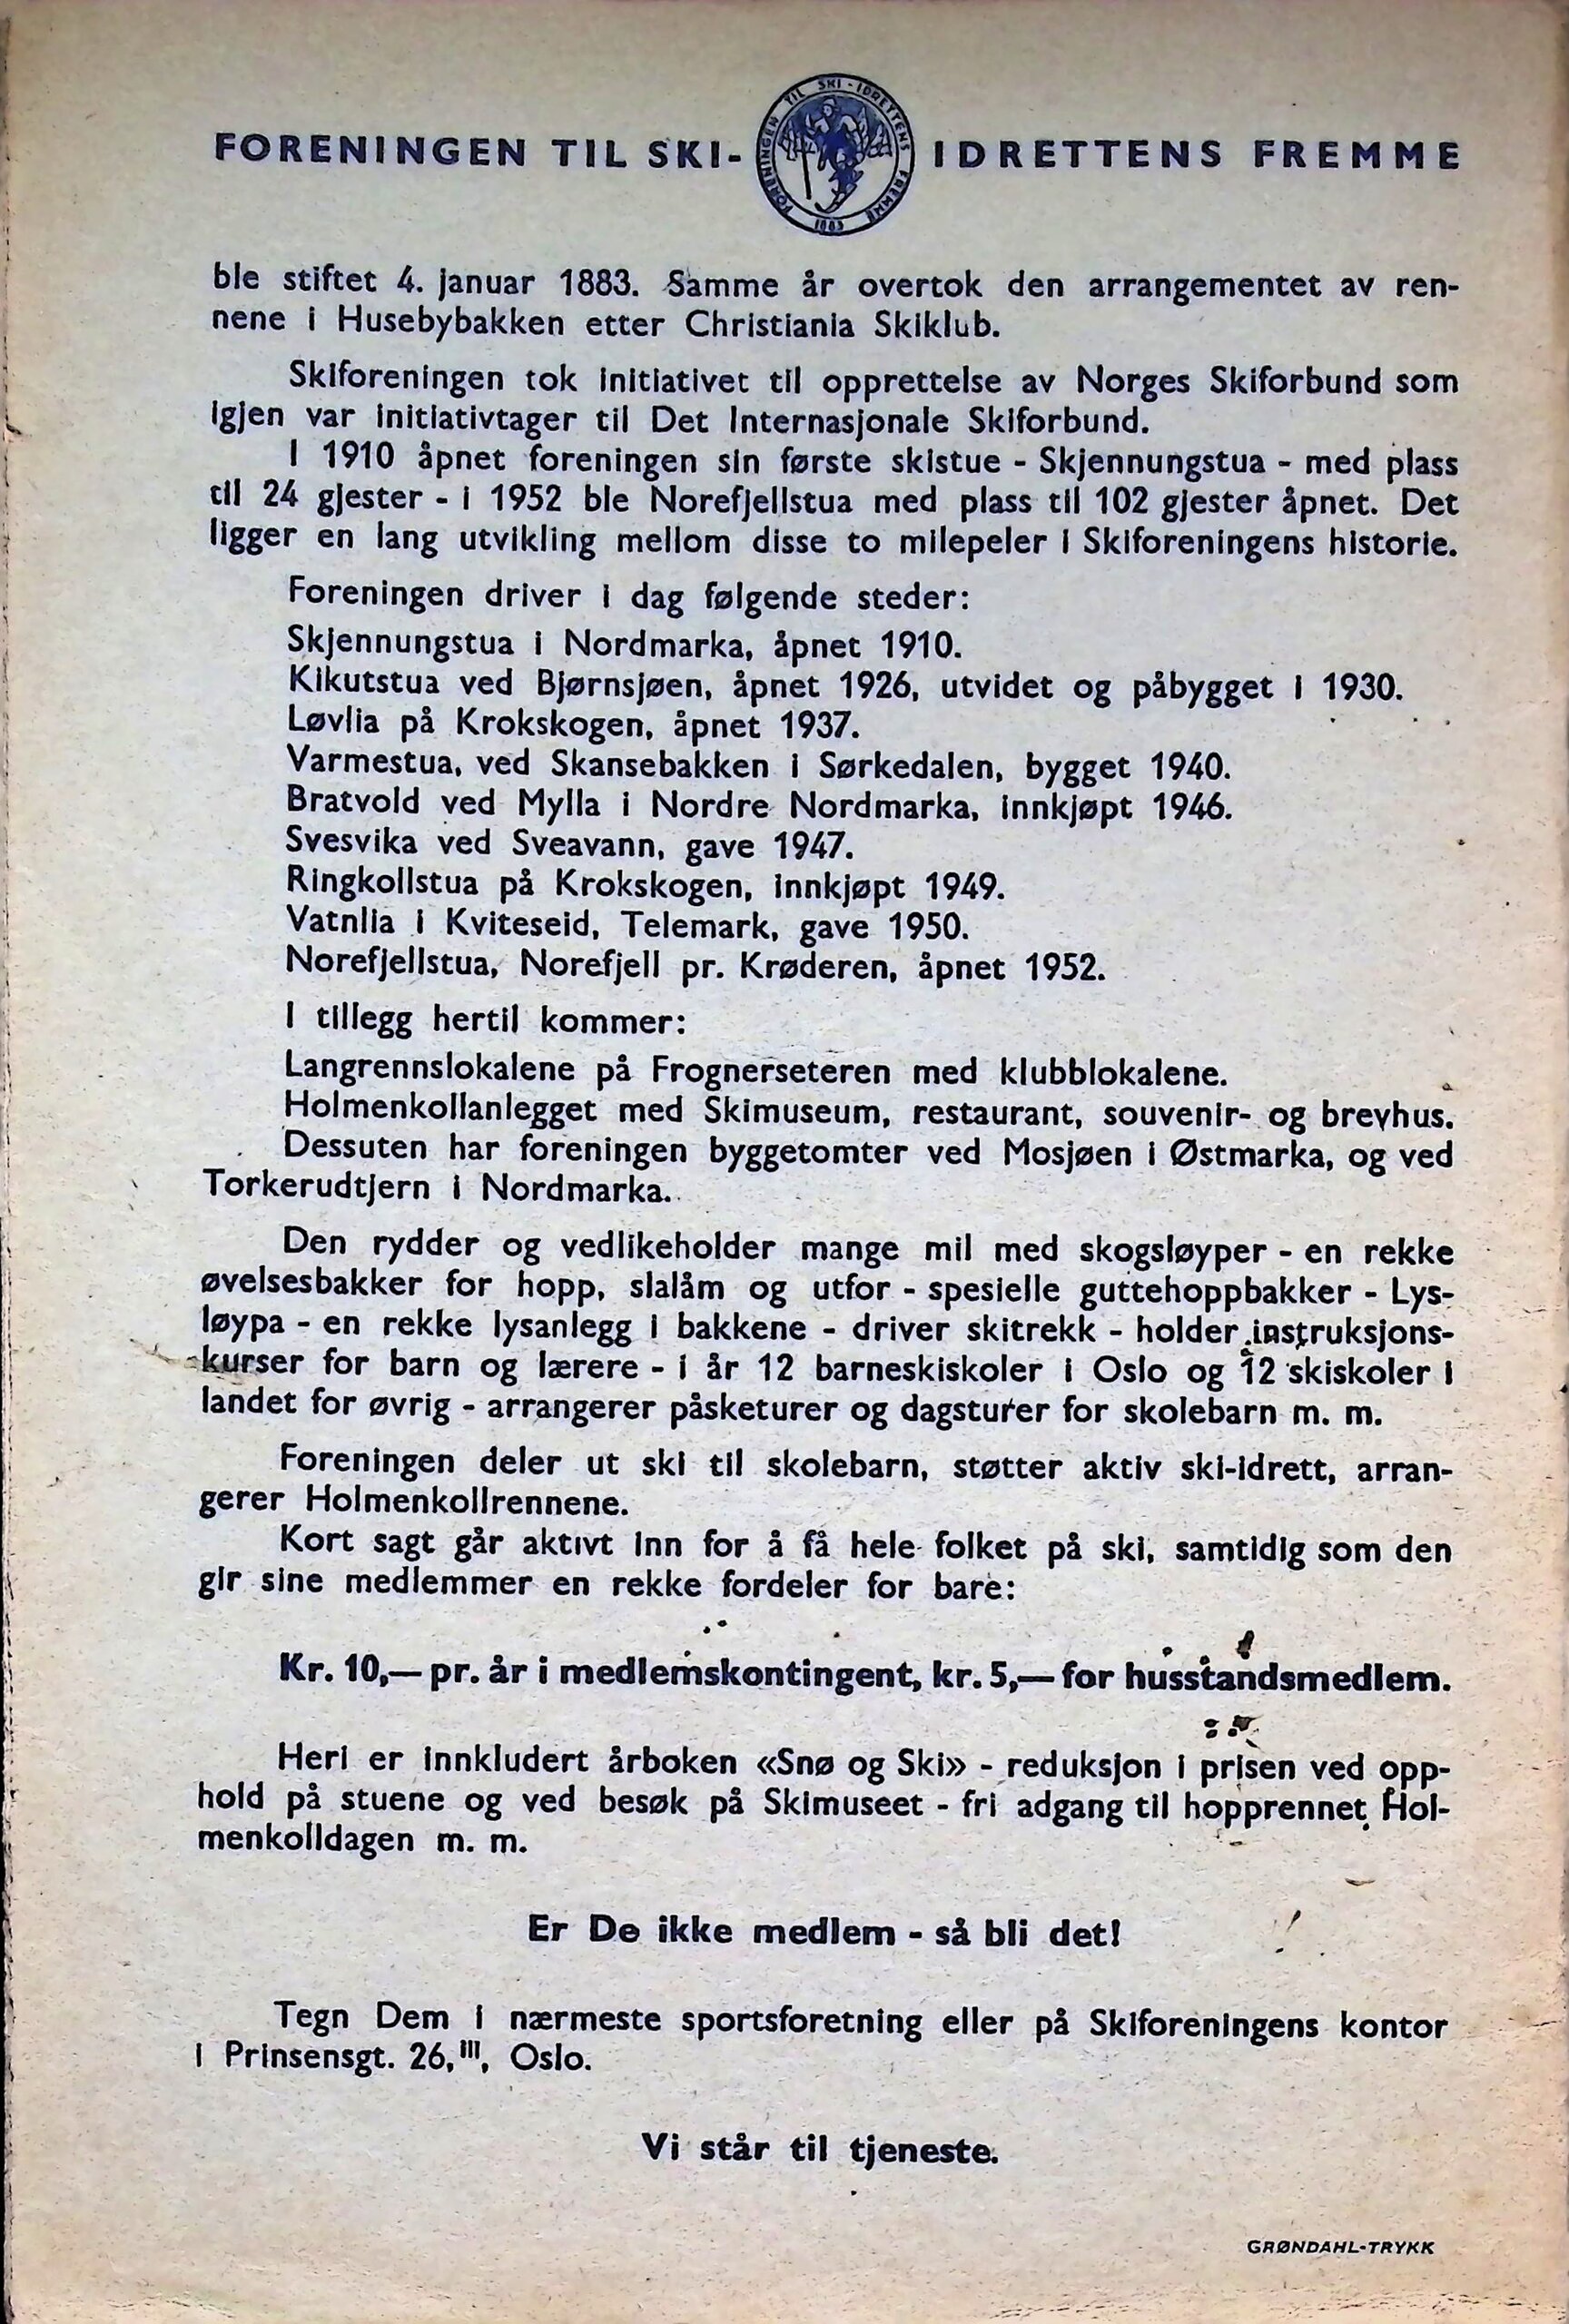 FORENINGEN TIL SKI-IDRETTENS FREMME
FORENINGEN TIL SKI-IDRETTENS FREMME
1883
ble stiftet 4. januar 1883. Samme år overtok den arrangementet av ren-
nene i Husebybakken etter Christiania Skiklub.
Skiforeningen tok initiativet til opprettelse av Norges Skiforbund som
igjen var initiativtager til Det Internasjonale Skiforbund.
I 1910 åpnet foreningen sin første skistue - Skjennungstua - med plass
til 24 gjester - i 1952 ble Norefjellstua med plass til 102 gjester åpnet. Det
ligger en lang utvikling mellom disse to milepeler i Skiforeningens historie.
Foreningen driver i dag følgende steder:
Skjennungstua i Nordmarka, åpnet 1910.
Kikutstua ved Bjørnsjøen, åpnet 1926, utvidet og påbygget i 1930.
Løvlia på Krokskogen, åpnet 1937.
Varmestua, ved Skansebakken i Sørkedalen, bygget 1940.
Bratvold ved Mylla i Nordre Nordmarka, innkjøpt 1946.
Svesvika ved Sveavann, gave 1947.
Ringkollstua på Krokskogen, innkjøpt 1949.
Vatnlia i Kviteseid, Telemark, gave 1950.
Norefjellstua, Norefjell pr. Krøderen, åpnet 1952.
I tillegg hertil kommer:
Langrennslokalene på Frognerseteren med klubblokalene.
Holmenkollanlegget med Skimuseum, restaurant, souvenir- og brevhus.
Dessuten har foreningen byggetomter ved Mosjøen i Østmarka, og ved
Torkerudtjern i Nordmarka.
Den rydder og vedlikeholder mange mil med skogsløyper - en rekke
øvelsesbakker for hopp, slalåm og utfor - spesielle guttehoppbakker - Lys-
løypa - en rekke lysanlegg i bakkene - driver skitrekk - holder instruksjons-
kurser for barn og lærere - i år 12 barneskiskoler i Oslo og 12 skiskoler i
landet for øvrig - arrangerer påsketurer og dagsturer for skolebarn m. m.
Foreningen deler ut ski til skolebarn, støtter aktiv ski-idrett, arran-
gerer Holmenkollrennene.
Kort sagt går aktivt inn for å få hele folket på ski, samtidig som den
gir sine medlemmer en rekke fordeler for bare:
Kr. 10,— pr. år i medlemskontingent, kr. 5,— for husstandsmedlem.
Heri er innkludert årboken «Snø og Ski» - reduksjon i prisen ved opp-
hold på stuene og ved besøk på Skimuseet - fri adgang til hopprennet Hol-
menkolldagen m. m.
Er De ikke medlem - så bli det!
Tegn Dem i nærmeste sportsforetning eller på Skiforeningens kontor
i Prinsensgt. 26,III, Oslo.
Vi står til tjeneste.
GRØNDAHL-TRYKK